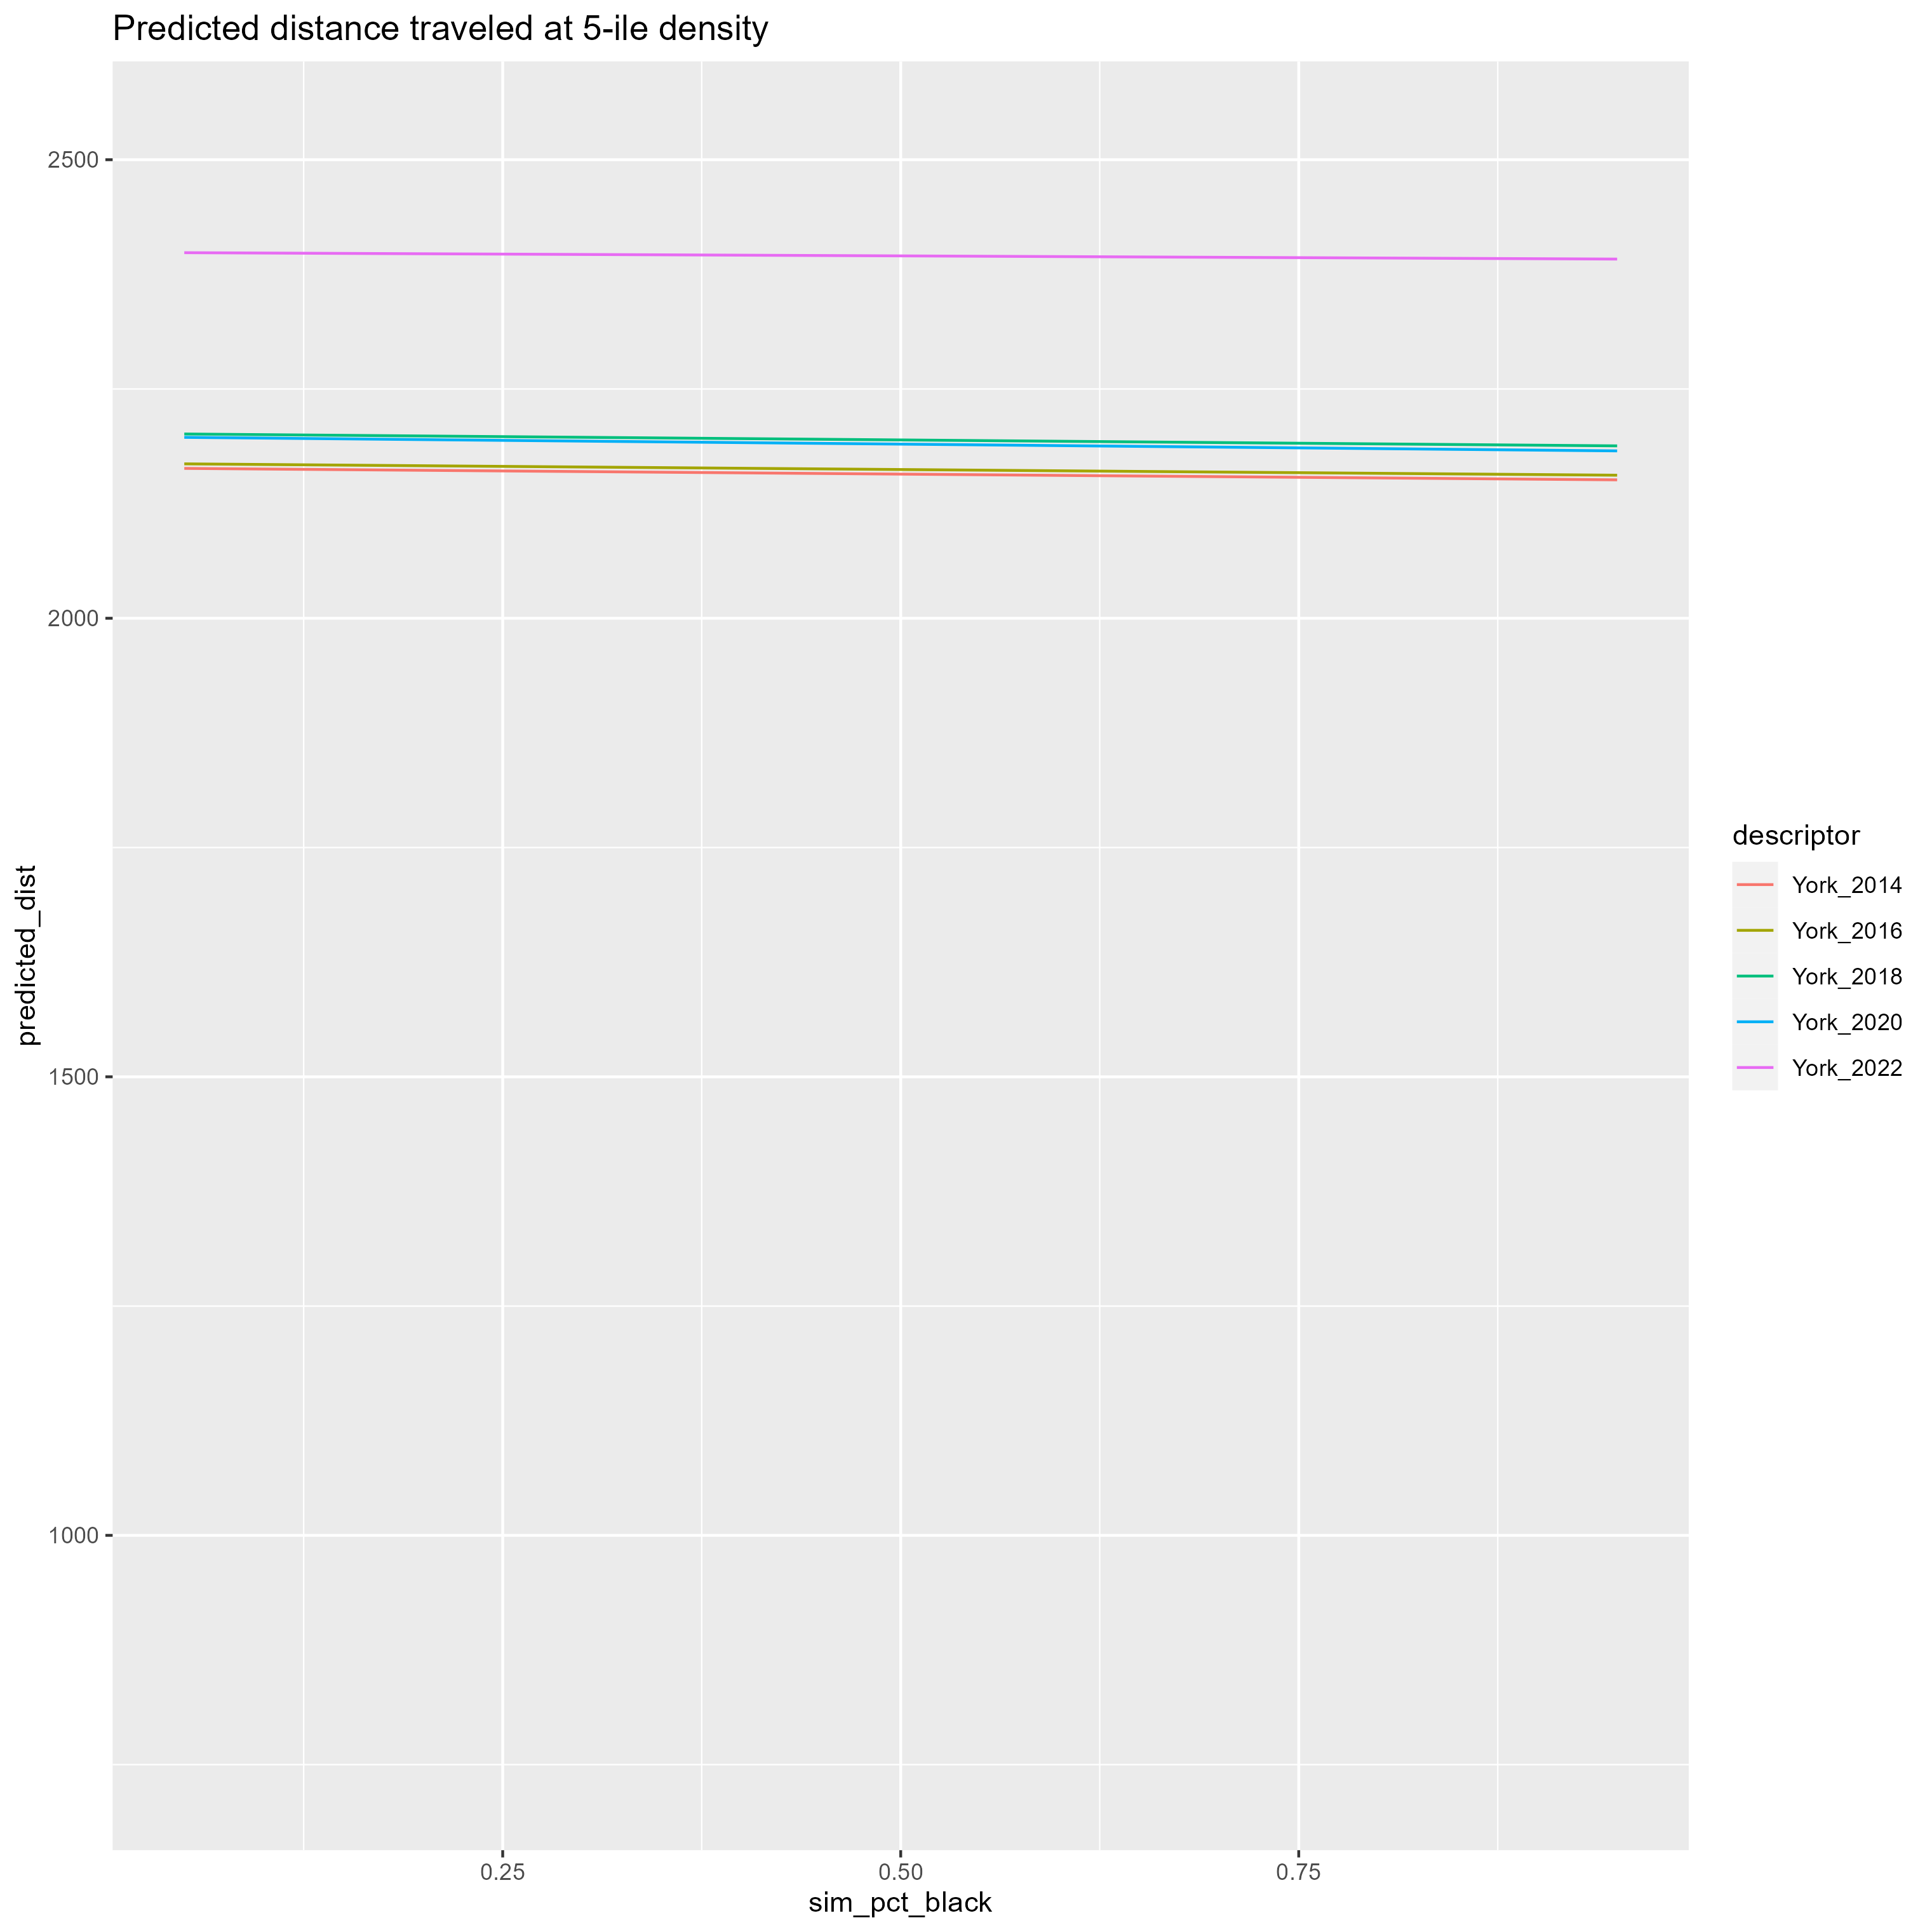 Predicted distance traveled at 5-ile density
2500
2000
1500
1000
predicted_dist
0.25
0.50
0.75
sim_pct_black
descriptor
York_2014
York_2016
York_2018
York_2020
York_2022